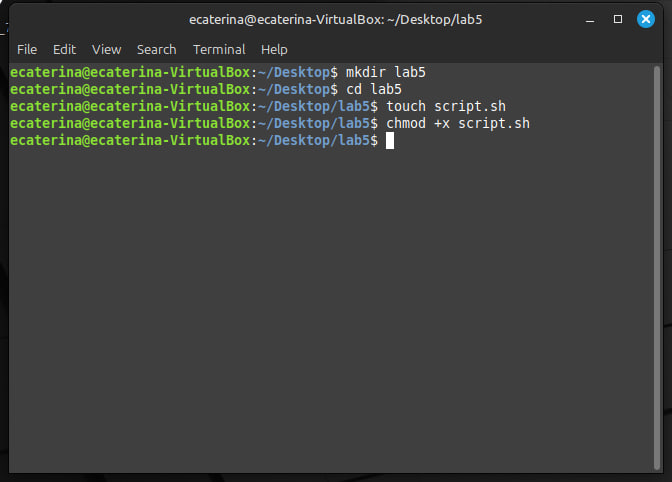 ecaterina@ecaterina-VirtualBox: ~/Desktop/lab5
File Edit View Search Terminal Help
ecaterina@ecaterina-VirtualBox:~/Desktop$ mkdir lab5
ecaterina@ecaterina-VirtualBox:~/Desktop$ cd lab5
ecaterina@ecaterina-VirtualBox:~/Desktop/lab5$ touch script.sh
ecaterina@ecaterina-VirtualBox:~/Desktop/lab5$ chmod +x script.sh
ecaterina@ecaterina-VirtualBox:~/Desktop/lab5$